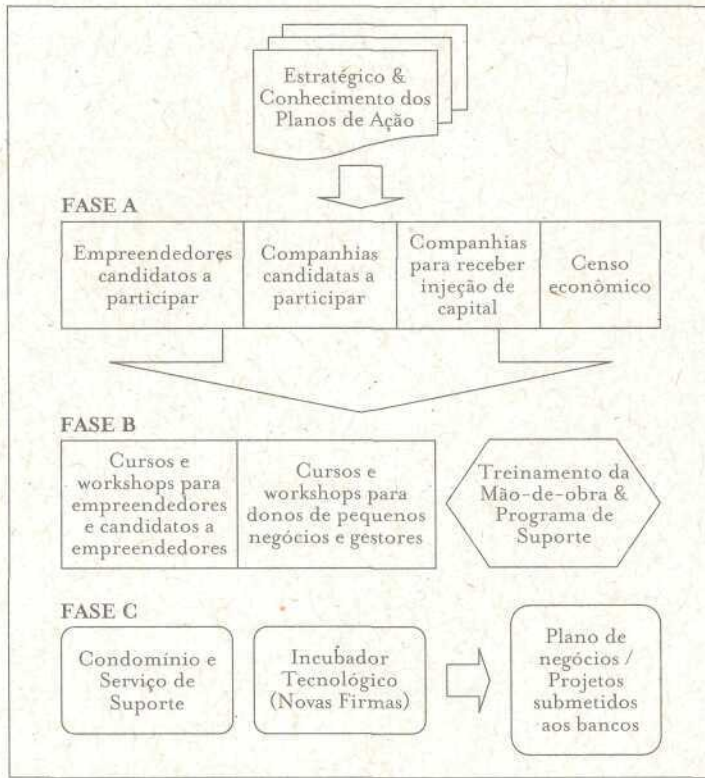 Estratégico &
Conhecimento dos
Planos de Ação
FASE A
Empreendedores
candidatos a
participar
Companhias
candidatas a
participar
Companhias
para receber
injeção de
capital
Censo
econômico
FASE B
Cursos e
workshops para
empreendedores
e candidatos a
empreendedores
Cursos e
workshops para
donos de pequenos
negócios e gestores
Treinamento da
Mão-de-obra &
Programa de
Suporte
FASE C
Condomínio e
Serviço de
Suporte
Incubador
Tecnológico
(Novas Firmas)
Plano de
negócios /
Projetos
submetidos
aos bancos